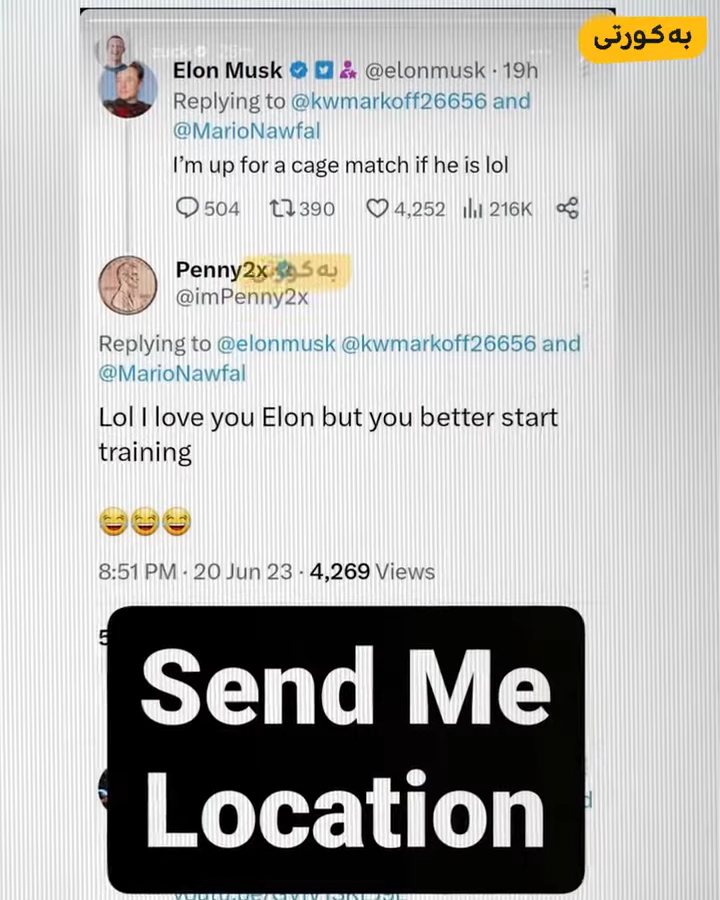 به کورتی
zuck
Elon Musk @elonmusk · 19h
Replying to @kwmarkoff26656 and
@MarioNawfal
I’m up for a cage match if he is lol
504 390 4,252 216K
Penny2x به کورتی
@imPenny2x
Replying to @elonmusk @kwmarkoff26656 and
@MarioNawfal
Lol I love you Elon but you better start
training
😂😂😂
8:51 PM · 20 Jun 23 · 4,269 Views
5
Send Me
Location
d